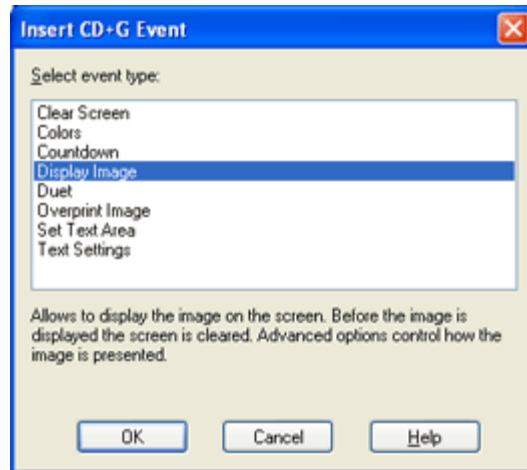 Insert CD+G Event
Select event type:
Clear Screen
Colors
Countdown
Display Image
Duet
Overprint Image
Set Text Area
Text Settings
Allows to display the image on the screen. Before the image is
displayed the screen is cleared. Advanced options control how the
image is presented.
OK Cancel Help